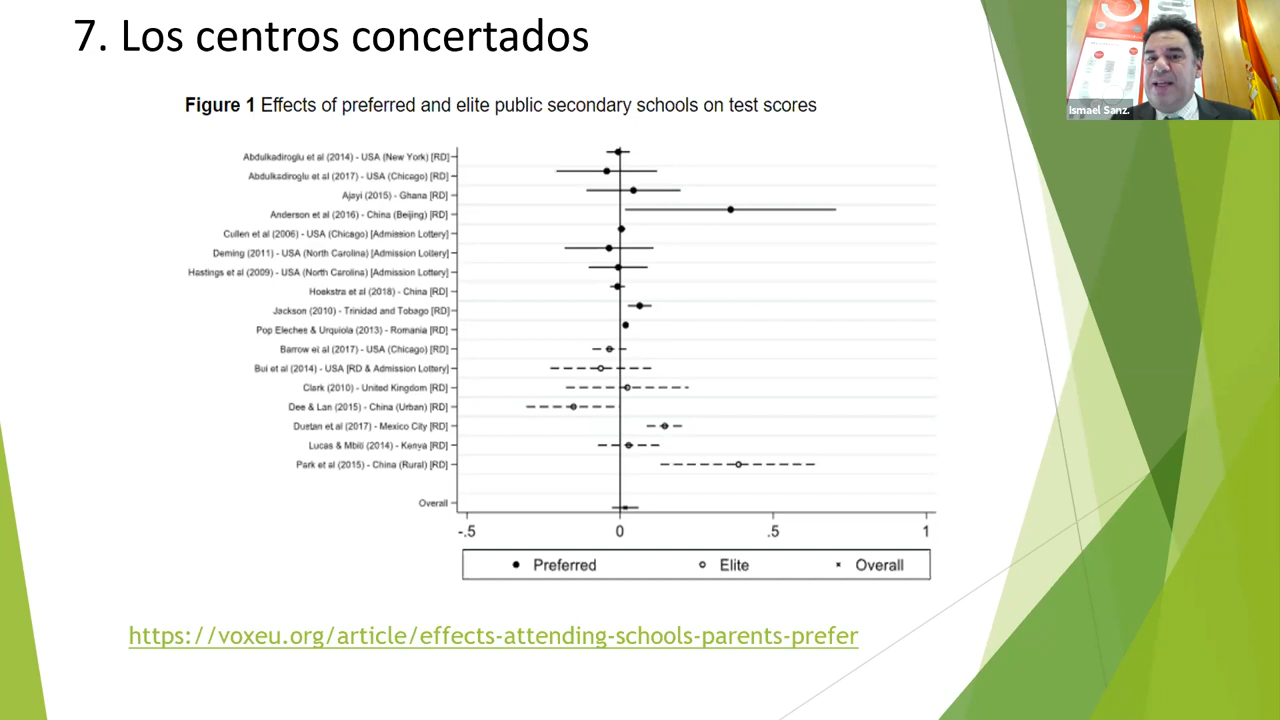 7. Los centros concertados
Ismael Sanz.
Figure 1 Effects of preferred and elite public secondary schools on test scores
Abdulkadiroglu et al (2014) - USA (New York) [RD]
Abdulkadiroglu et al (2017) - USA (Chicago) [RD]
Ajayi (2015) - Ghana [RD]
Anderson et al (2016) - China (Beijing) [RD]
Cullen et al (2006) - USA (Chicago) [Admission Lottery]
Deming (2011) - USA (North Carolina) [Admission Lottery]
Hastings et al (2009) - USA (North Carolina) [Admission Lottery]
Hoekstra et al (2018) - China [RD]
Jackson (2010) - Trinidad and Tobago [RD]
Pop Eleches & Urquiola (2013) - Romania [RD]
Barrow et al (2017) - USA (Chicago) [RD]
Bui et al (2014) - USA [RD & Admission Lottery]
Clark (2010) - United Kingdom [RD]
Dee & Lan (2015) - China (Urban) [RD]
Dustan et al (2017) - Mexico City [RD]
Lucas & Mbiti (2014) - Kenya [RD]
Park et al (2015) - China (Rural) [RD]
Overall
-.5 0 .5 1
Preferred Elite Overall
https://voxeu.org/article/effects-attending-schools-parents-prefer